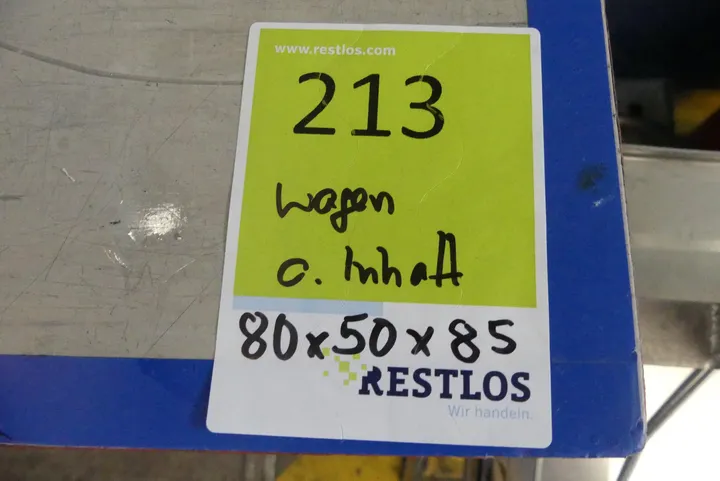 www.restlos.com
213
Wagen
o. Inhalt
80x50x85
RESTLOS
Wir handeln.